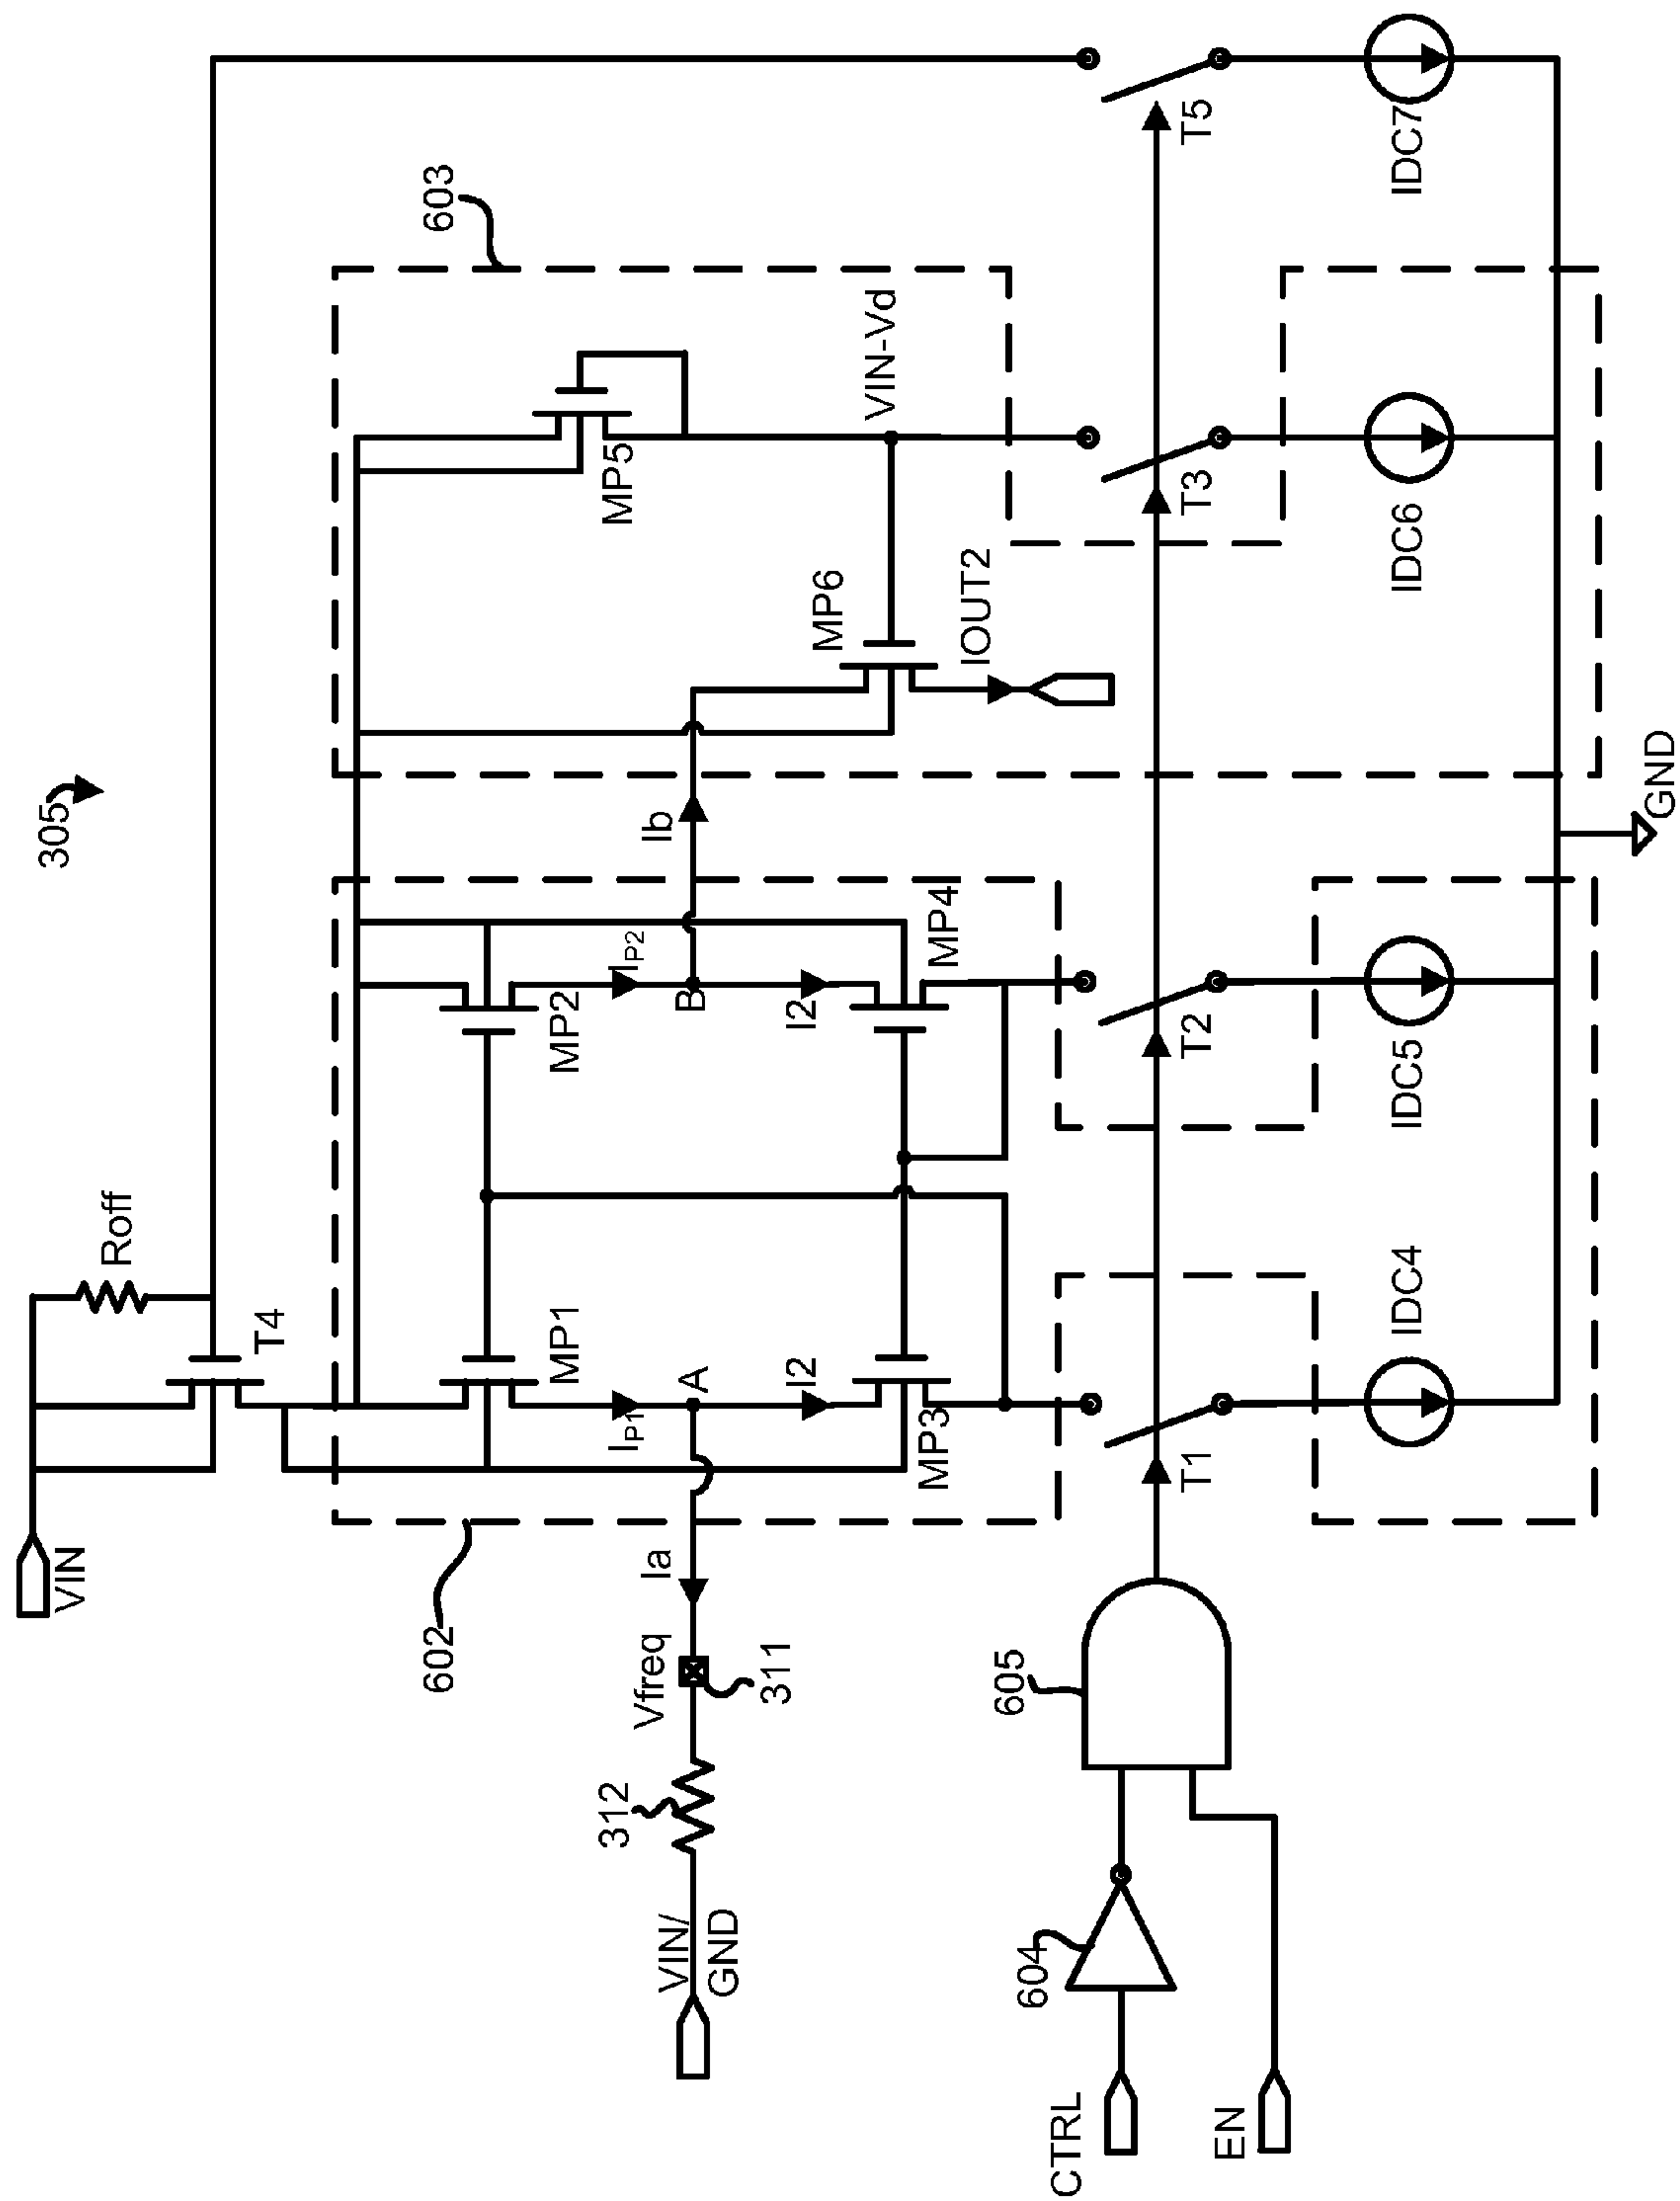 305
VIN
T4
Roff
602
603
MP1
MP2
MP5
VIN-Vd
IP1
A
I2
MP3
IP2
B
I2
MP4
Ib
MP6
IOUT2
Ia
Vfreq
311
312
VIN/
GND
604
605
CTRL
EN
T1
T2
T3
T5
IDC4
IDC5
IDC6
IDC7
GND